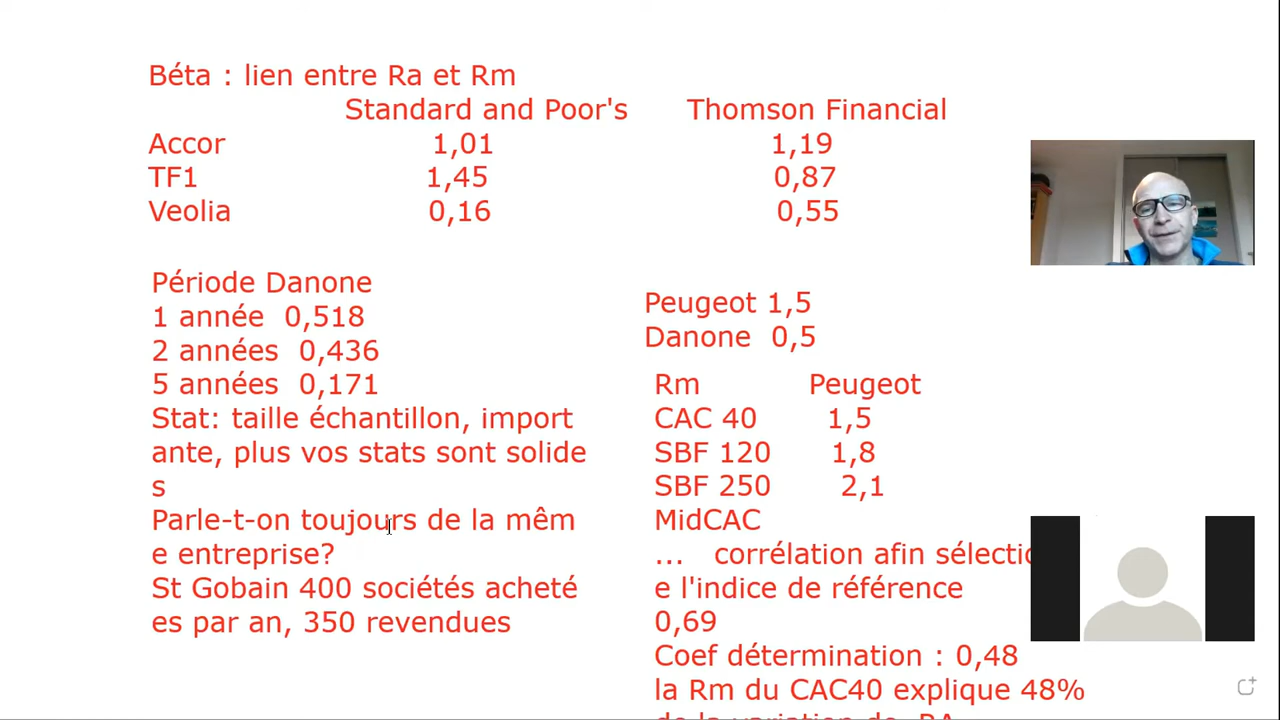 Béta : lien entre Ra et Rm
Standard and Poor's Thomson Financial
Accor 1,01 1,19
TF1 1,45 0,87
Veolia 0,16 0,55
Période Danone
1 année 0,518
2 années 0,436
5 années 0,171
Stat: taille échantillon, import
ante, plus vos stats sont solide
s
Parle-t-on toujours de la mêm
e entreprise?
St Gobain 400 sociétés acheté
es par an, 350 revendues
Peugeot 1,5
Danone 0,5
Rm Peugeot
CAC 40 1,5
SBF 120 1,8
SBF 250 2,1
MidCAC
... corrélation afin
e l'indice de référence
0,69
Coef détermination : 0,48
la Rm du CAC40 explique 48%
de la variation de RA